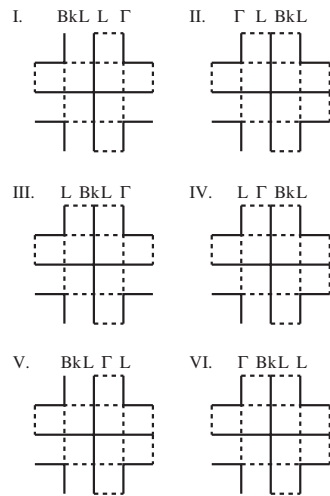 I. BkL L Γ
II. Γ L BkL
III. L BkL Γ
IV. L Γ BkL
V. BkL Γ L
VI. Γ BkL L